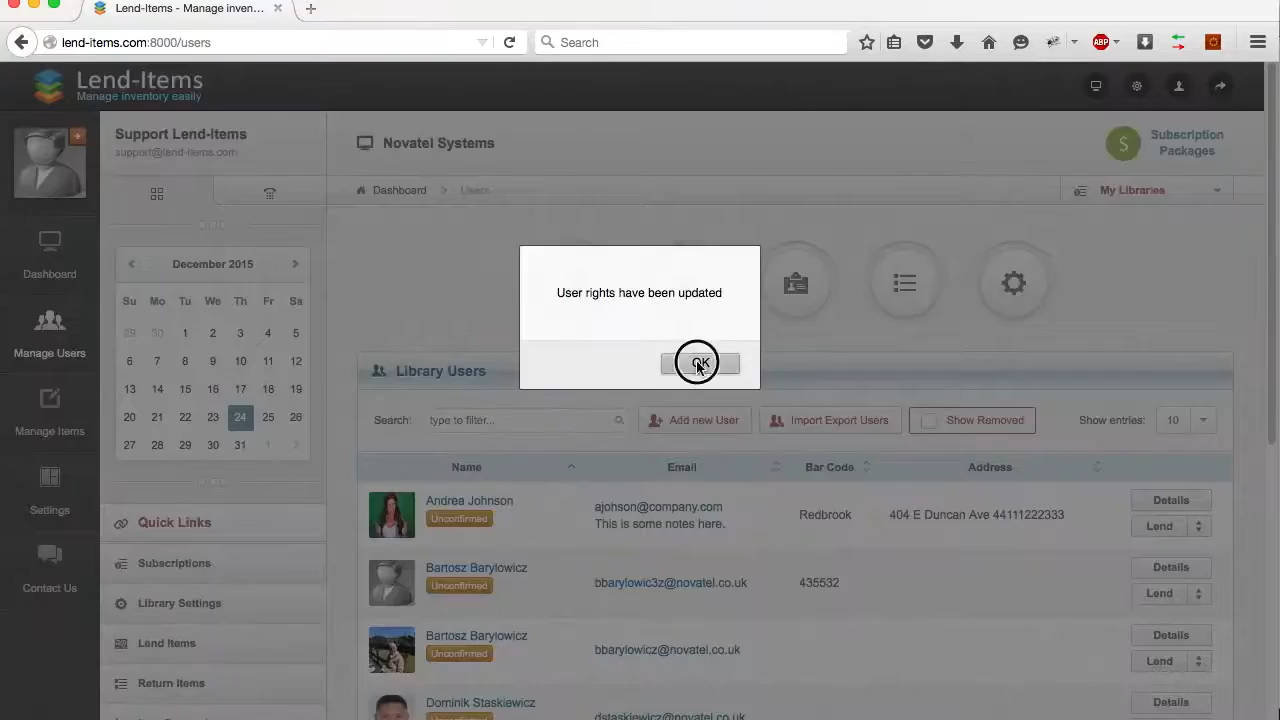 Lend-Items - Manage inven...
lend-items.com:8000/users
Search
ABP
Lend-Items
Manage inventory easily
Support Lend-Items
support@lend-items.com
Novatel Systems
$
Subscription
Packages
Dashboard
Users
My Libraries
Dashboard
Manage Users
Manage Items
Settings
Contact Us
December 2015
Su Mo Tu We Th Fr Sa
29 30 1 2 3 4 5
6 7 8 9 10 11 12
13 14 15 16 17 18 19
20 21 22 23 24 25 26
27 28 29 30 31 1 2
Quick Links
Subscriptions
Library Settings
Lend Items
Return Items
User rights have been updated
OK
Library Users
Search: type to filter... Add new User Import Export Users Show Removed Show entries: 10
Name Email Bar Code Address
Andrea Johnson
Unconfirmed
ajohson@company.com
This is some notes here.
Redbrook
404 E Duncan Ave 44111222333
Details
Lend
Bartosz Barylowicz
Unconfirmed
bbarylowic3z@novatel.co.uk
435532
Details
Lend
Bartosz Barylowicz
Unconfirmed
bbarylowicz@novatel.co.uk
Details
Lend
Dominik Staskiewicz
dstaskiewicz@novatel.co.uk
Details